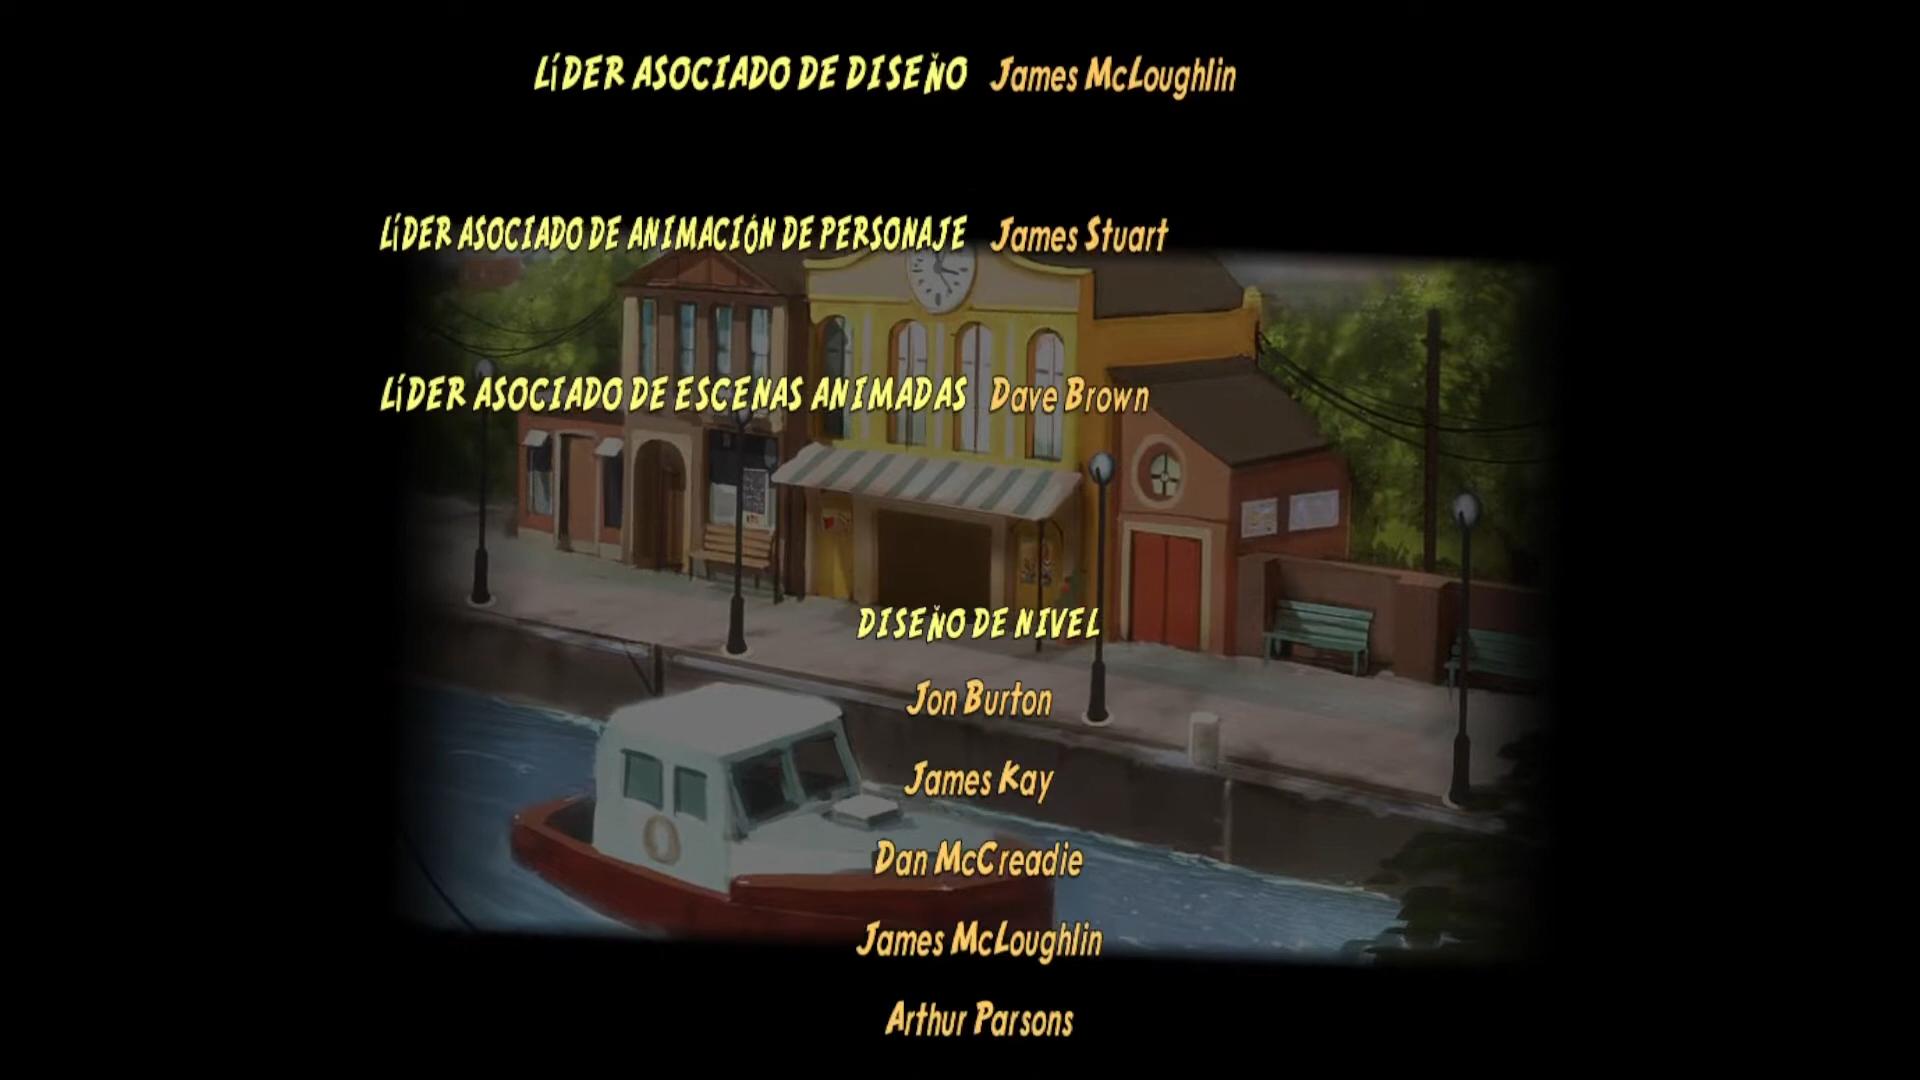 LÍDER ASOCIADO DE DISEÑO James McLoughlin
LÍDER ASOCIADO DE ANIMACIÓN DE PERSONAJE James Stuart
LÍDER ASOCIADO DE ESCENAS ANIMADAS Dave Brown
DISEÑO DE NIVEL
Jon Burton
James Kay
Dan McCreadie
James McLoughlin
Arthur Parsons